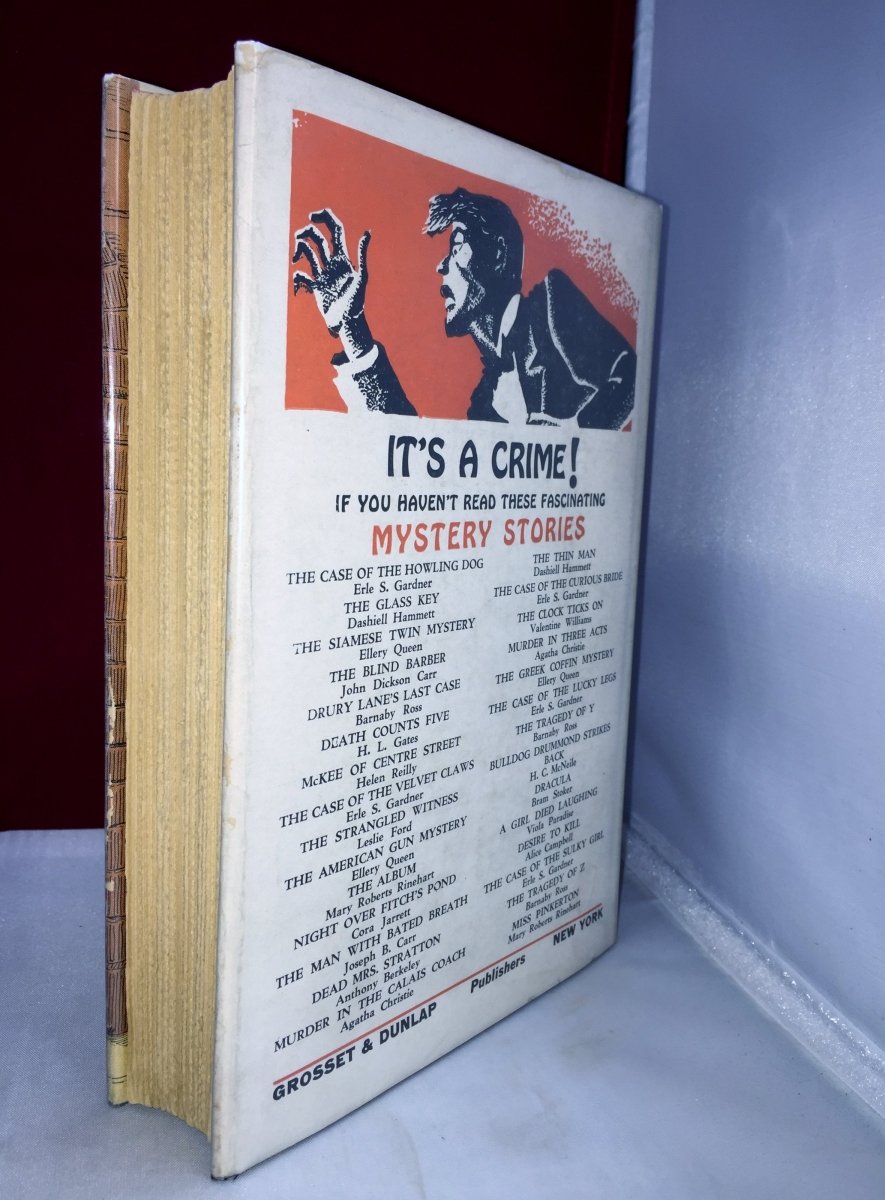 IT'S A CRIME!
IF YOU HAVEN'T READ THESE FASCINATING
MYSTERY STORIES
THE CASE OF THE HOWLING DOG
Erle S. Gardner
THE GLASS KEY
Dashiell Hammett
THE SIAMESE TWIN MYSTERY
Ellery Queen
THE BLIND BARBER
John Dickson Carr
DRURY LANE'S LAST CASE
Barnaby Ross
DEATH COUNTS FIVE
H. L. Gates
McKEE OF CENTRE STREET
Helen Reilly
THE CASE OF THE VELVET CLAWS
Erle S. Gardner
THE STRANGLED WITNESS
Leslie Ford
THE AMERICAN GUN MYSTERY
Ellery Queen
THE ALBUM
Mary Roberts Rinehart
NIGHT OVER FITCH'S POND
Cora Jarrett
THE MAN WITH BATED BREATH
Joseph B. Carr
DEAD MRS. STRATTON
Anthony Berkeley
MURDER IN THE CALAIS COACH
Agatha Christie
THE THIN MAN
Dashiell Hammett
THE CASE OF THE CURIOUS BRIDE
Erle S. Gardner
THE CLOCK TICKS ON
Valentine Williams
MURDER IN THREE ACTS
Agatha Christie
THE GREEK COFFIN MYSTERY
Ellery Queen
THE CASE OF THE LUCKY LEGS
Erle S. Gardner
THE TRAGEDY OF Y
Barnaby Ross
BULLDOG DRUMMOND STRIKES
BACK
H. C. McNeile
DRACULA
Bram Stoker
A GIRL DIED LAUGHING
Viola Paradise
DESIRE TO KILL
Alice Campbell
THE CASE OF THE SULKY GIRL
Erle S. Gardner
THE TRAGEDY OF Z
Barnaby Ross
MISS PINKERTON
Mary Roberts Rinehart
GROSSET & DUNLAP Publishers NEW YORK